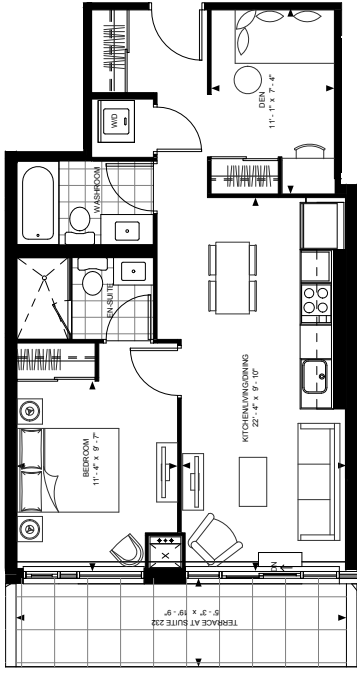 DEN
11'- 1" x 7'- 4"
W/D
WASHROOM
EN-SUITE
KITCHEN/LIVING/DINING
22'- 4" x 9'- 10"
BEDROOM
11'- 4" x 9'- 7"
X
DN
TERRACE AT SUITE 232
5'- 3" x 19'- 9"